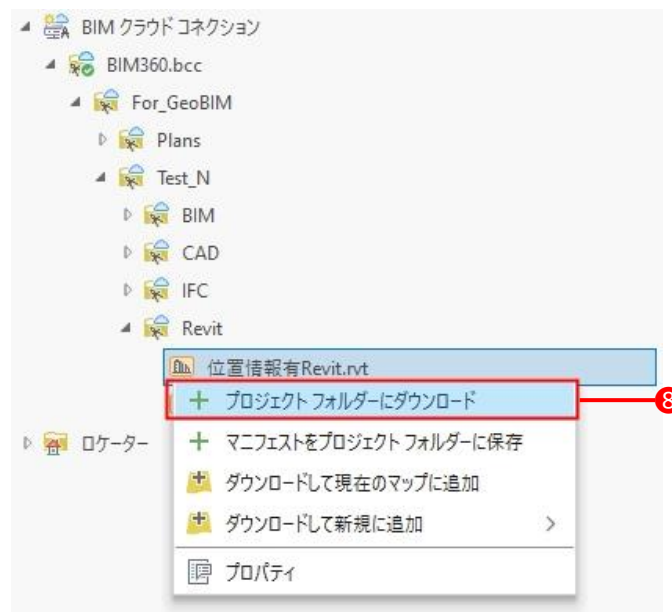 BIM クラウド コネクション
BIM360.bcc
For_GeoBIM
Plans
Test_N
BIM
CAD
IFC
Revit
位置情報有Revit.rvt
プロジェクト フォルダーにダウンロード
8
マニフェストをプロジェクト フォルダーに保存
ロケーター
ダウンロードして現在のマップに追加
ダウンロードして新規に追加
プロパティ